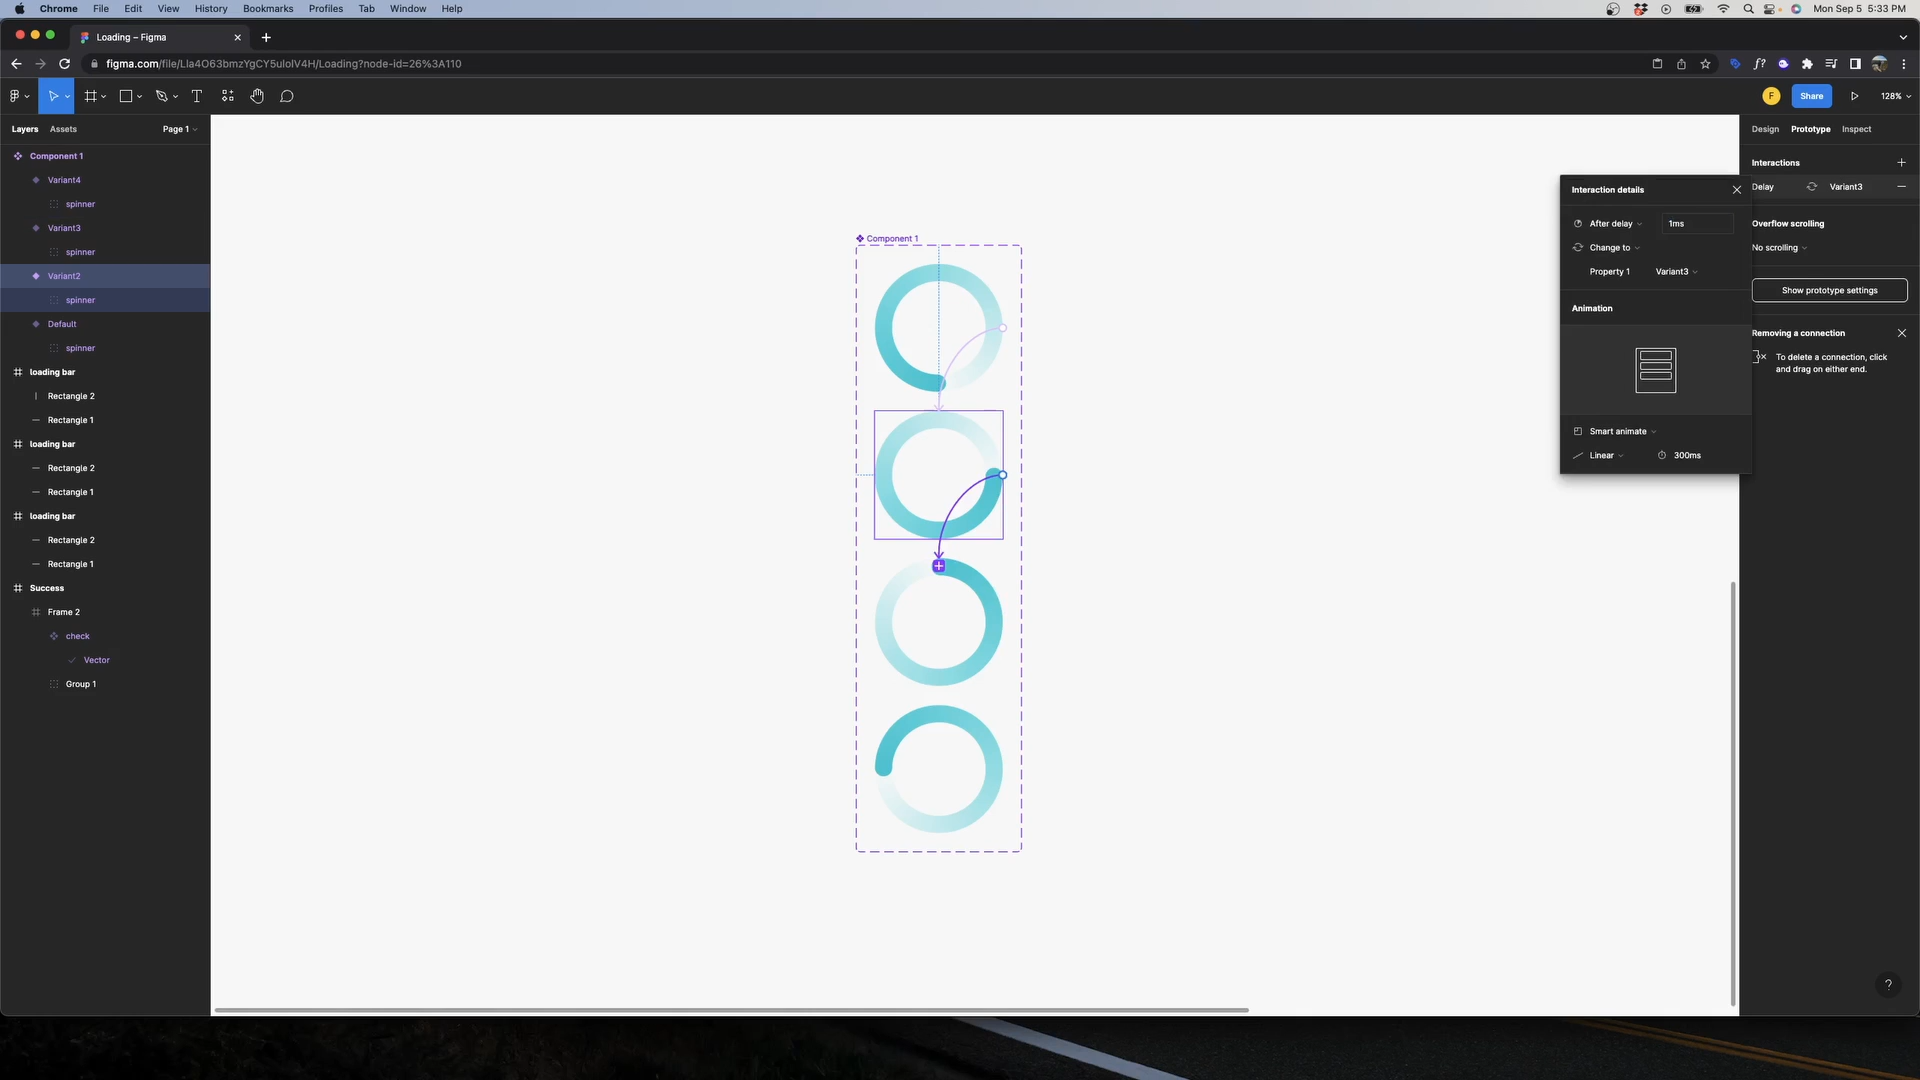 Chrome File Edit View History Bookmarks Profiles Tab Window Help Mon Sep 5 5:33 PM
Loading – Figma
figma.com/file/Lla4O63bmzYgCY5uloIV4H/Loading?node-id=26%3A110
F Share 128%
Layers Assets Page 1
Component 1
Variant4
spinner
Variant3
spinner
Variant2
spinner
Default
spinner
loading bar
Rectangle 2
Rectangle 1
loading bar
Rectangle 2
Rectangle 1
loading bar
Rectangle 2
Rectangle 1
Success
Frame 2
check
Vector
Group 1
Component 1
Interaction details
After delay 1ms
Change to
Property 1 Variant3
Animation
Smart animate
Linear 300ms
Design Prototype Inspect
Interactions
Delay Variant3
Overflow scrolling
No scrolling
Show prototype settings
Removing a connection
To delete a connection, click
and drag on either end.
?